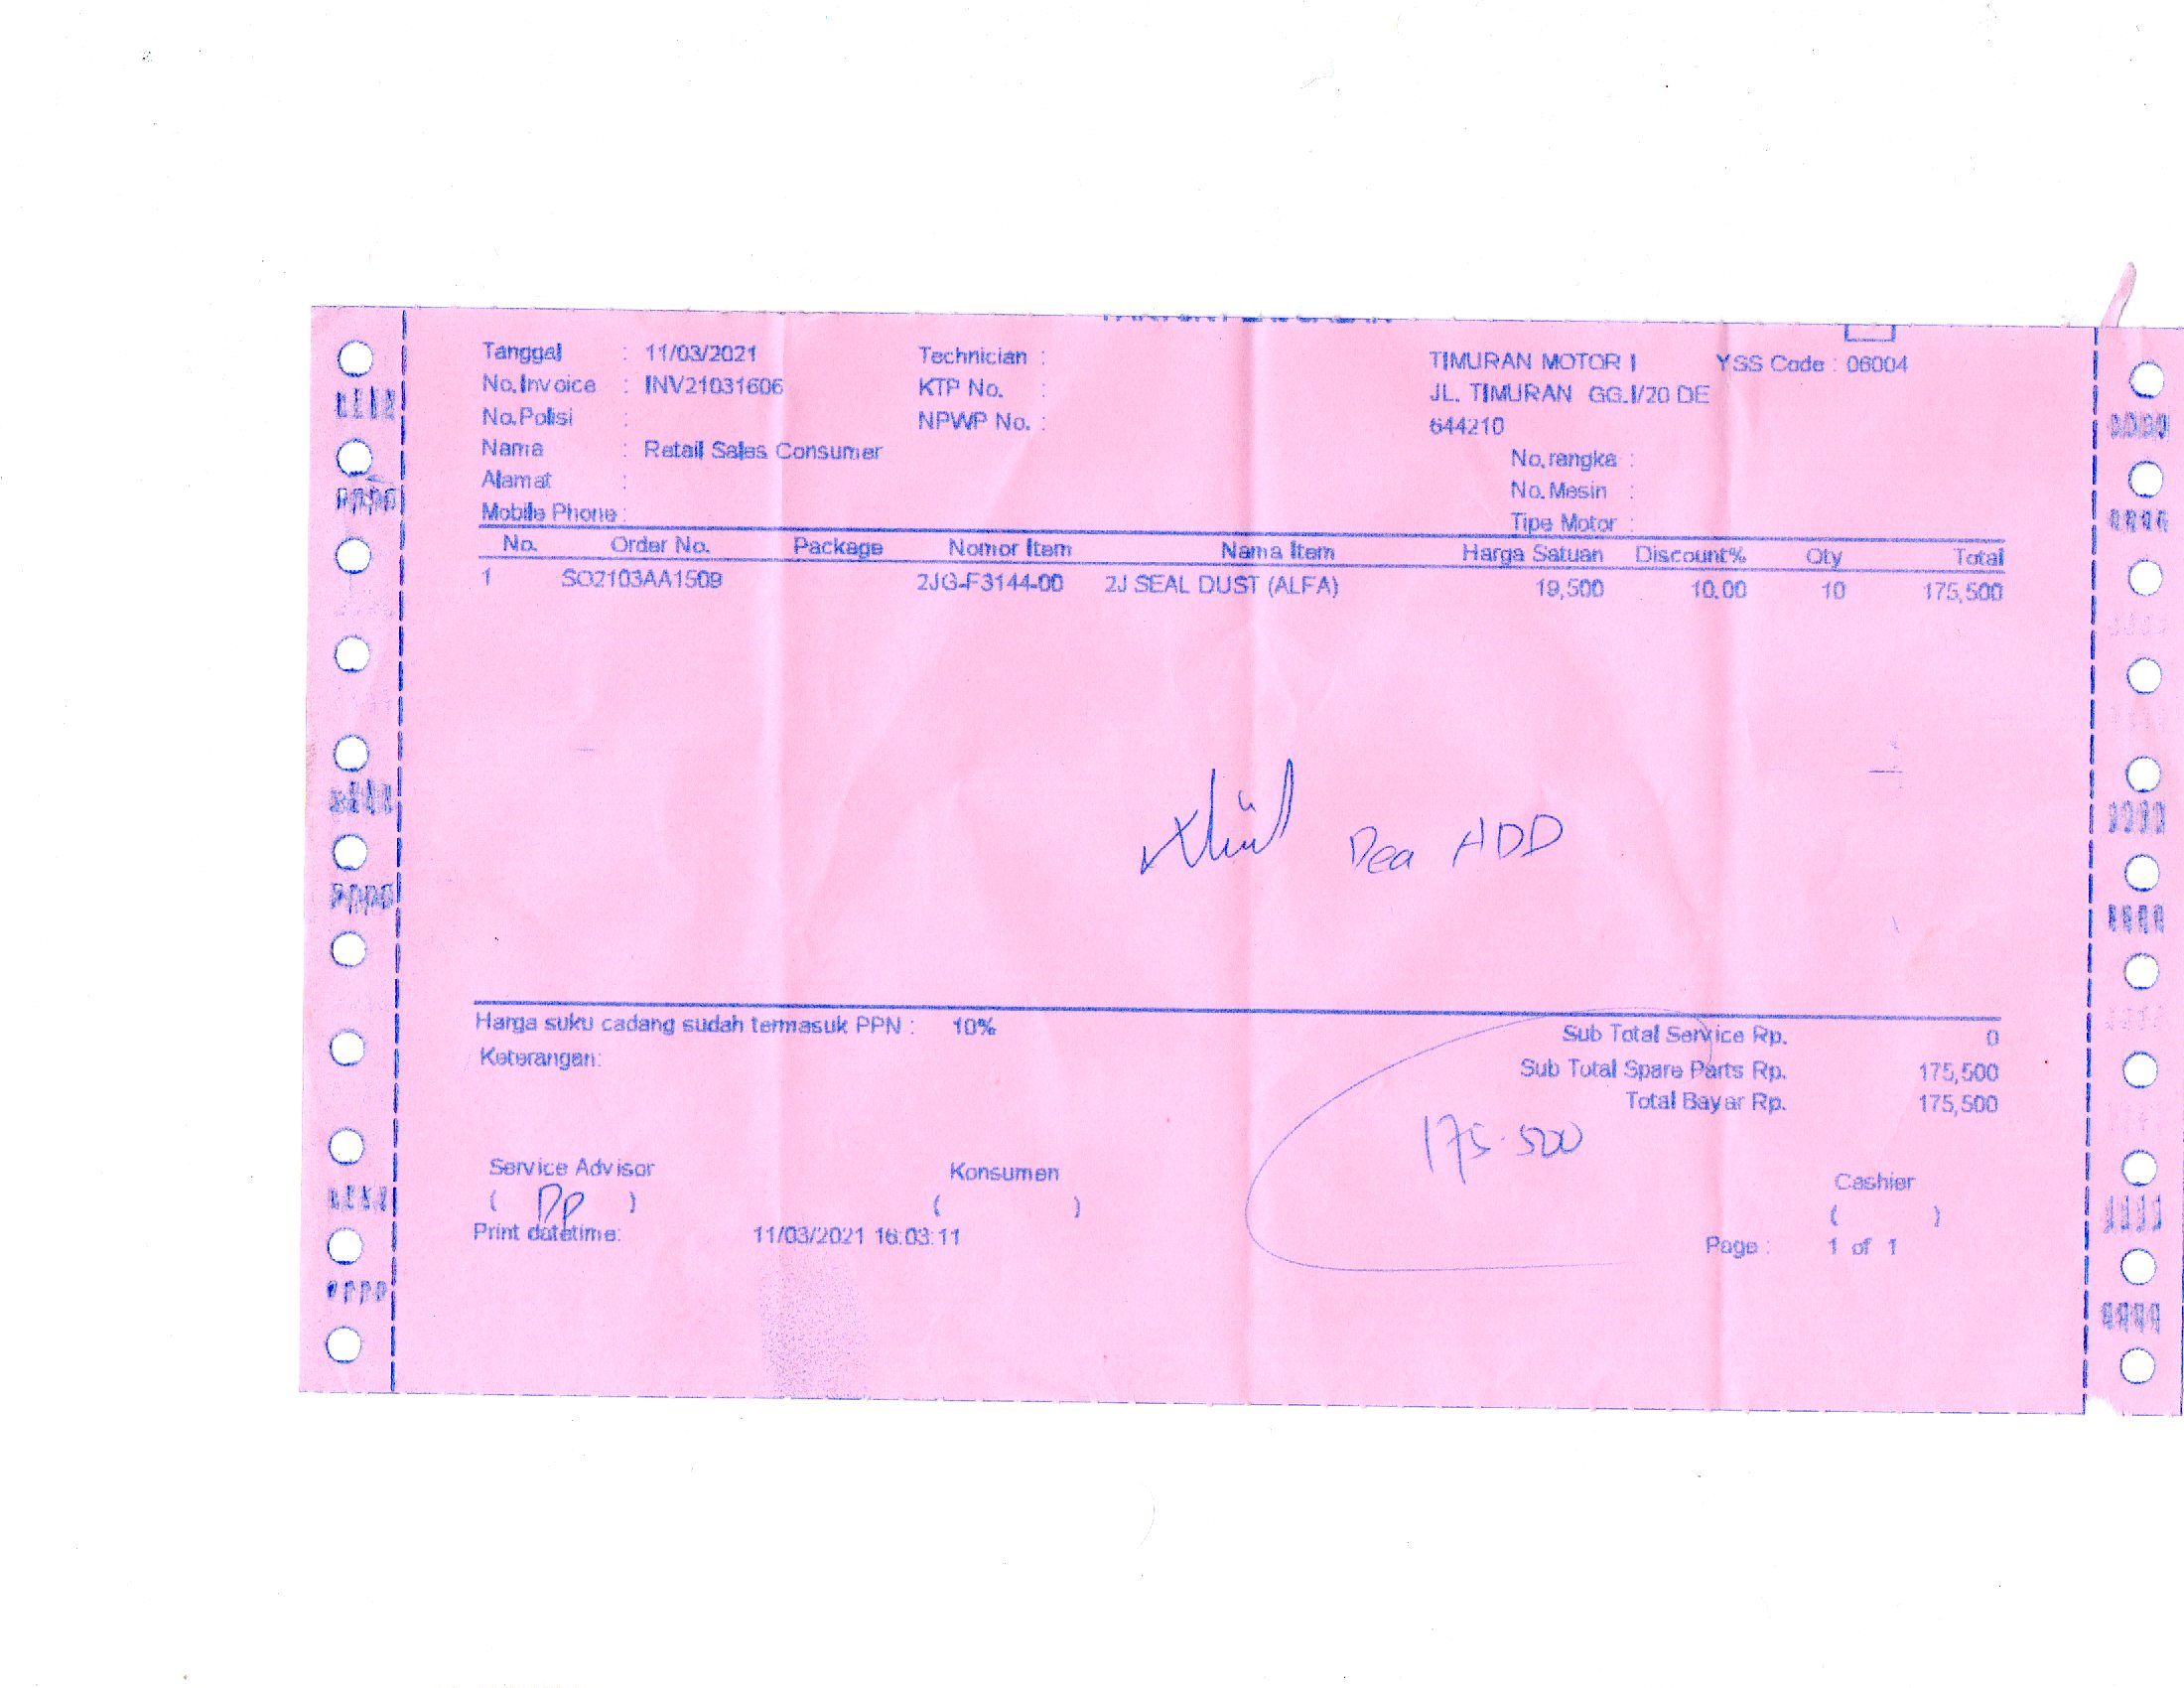 Tanggal : 11/03/2021 Technician : TIMURAN MOTOR I YSS Code : 06004
No.Invoice : INV21031606 KTP No. : JL. TIMURAN GG.I/20 DE
No.Polisi : NPWP No. : 644210
Nama : Retail Sales Consumer No.rangka :
Alamat : No.Mesin :
Mobile Phone : Tipe Motor :
No. Order No. Package Nomor Item Nama Item Harga Satuan Discount% Qty Total
1 SO2103AA1509 2JG-F3144-00 2J SEAL DUST (ALFA) 19,500 10.00 10 175,500
Dea ADD
Harga suku cadang sudah termasuk PPN : 10% Sub Total Service Rp. 0
Keterangan: Sub Total Spare Parts Rp. 175,500
Total Bayar Rp. 175,500
175.500
Service Advisor Konsumen Cashier
( DP ) ( ) ( )
Print datetime: 11/03/2021 16:03:11 Page : 1 of 1